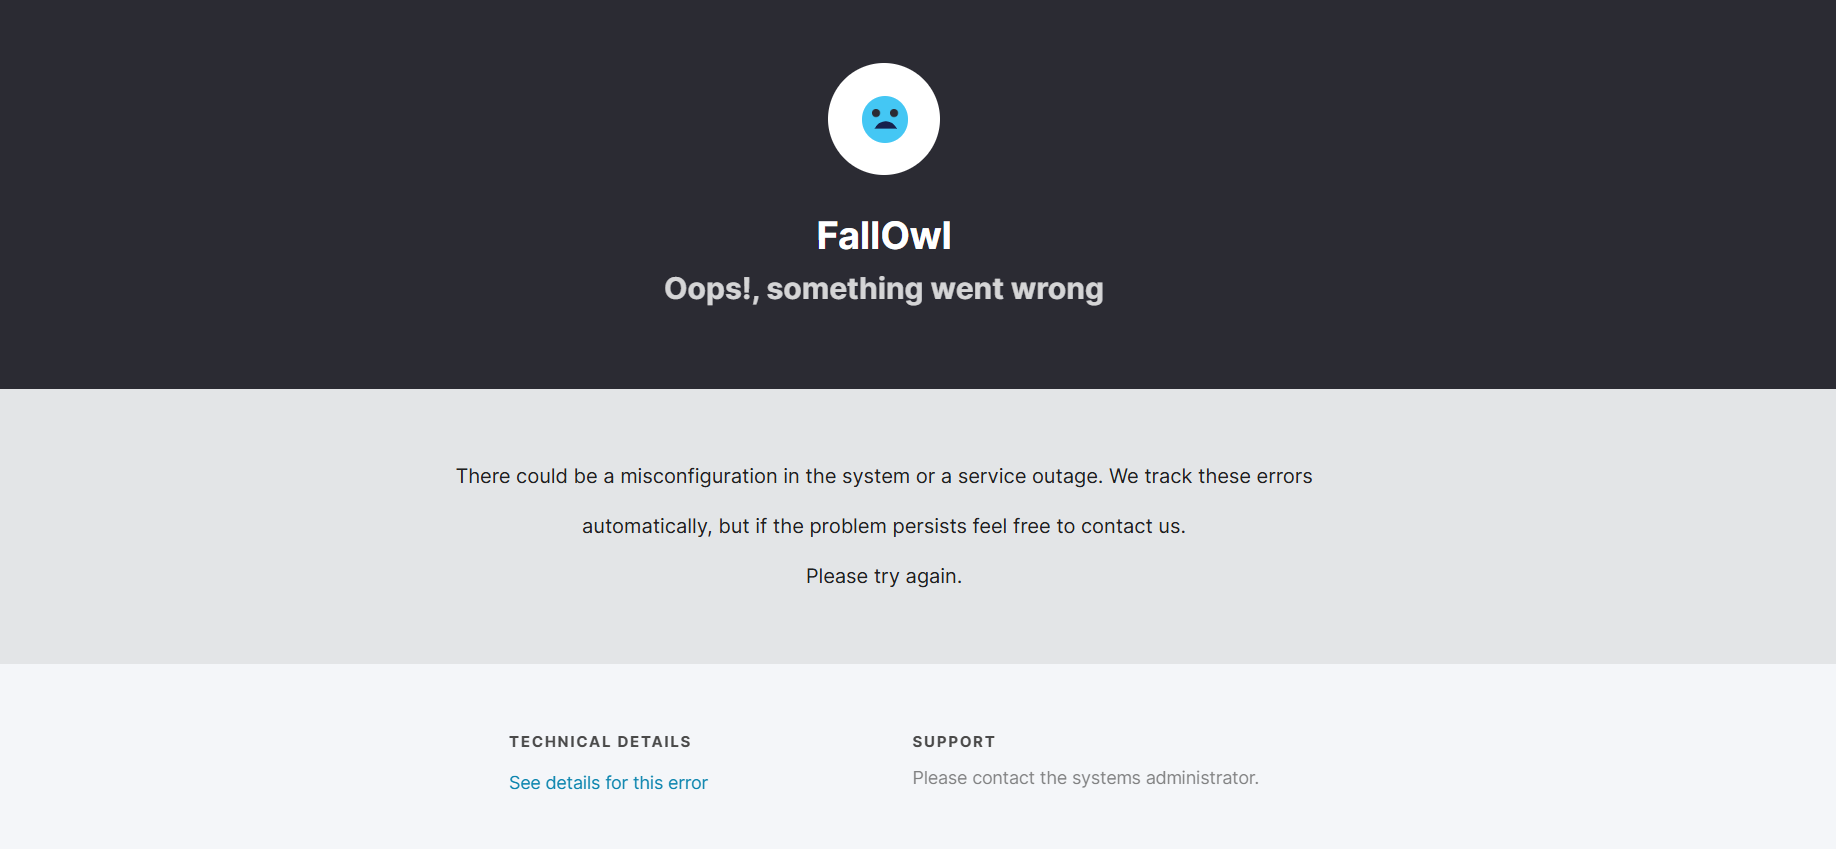 FallOwl
Oops!, something went wrong
There could be a misconfiguration in the system or a service outage. We track these errors
automatically, but if the problem persists feel free to contact us.
Please try again.
TECHNICAL DETAILS
See details for this error
SUPPORT
Please contact the systems administrator.